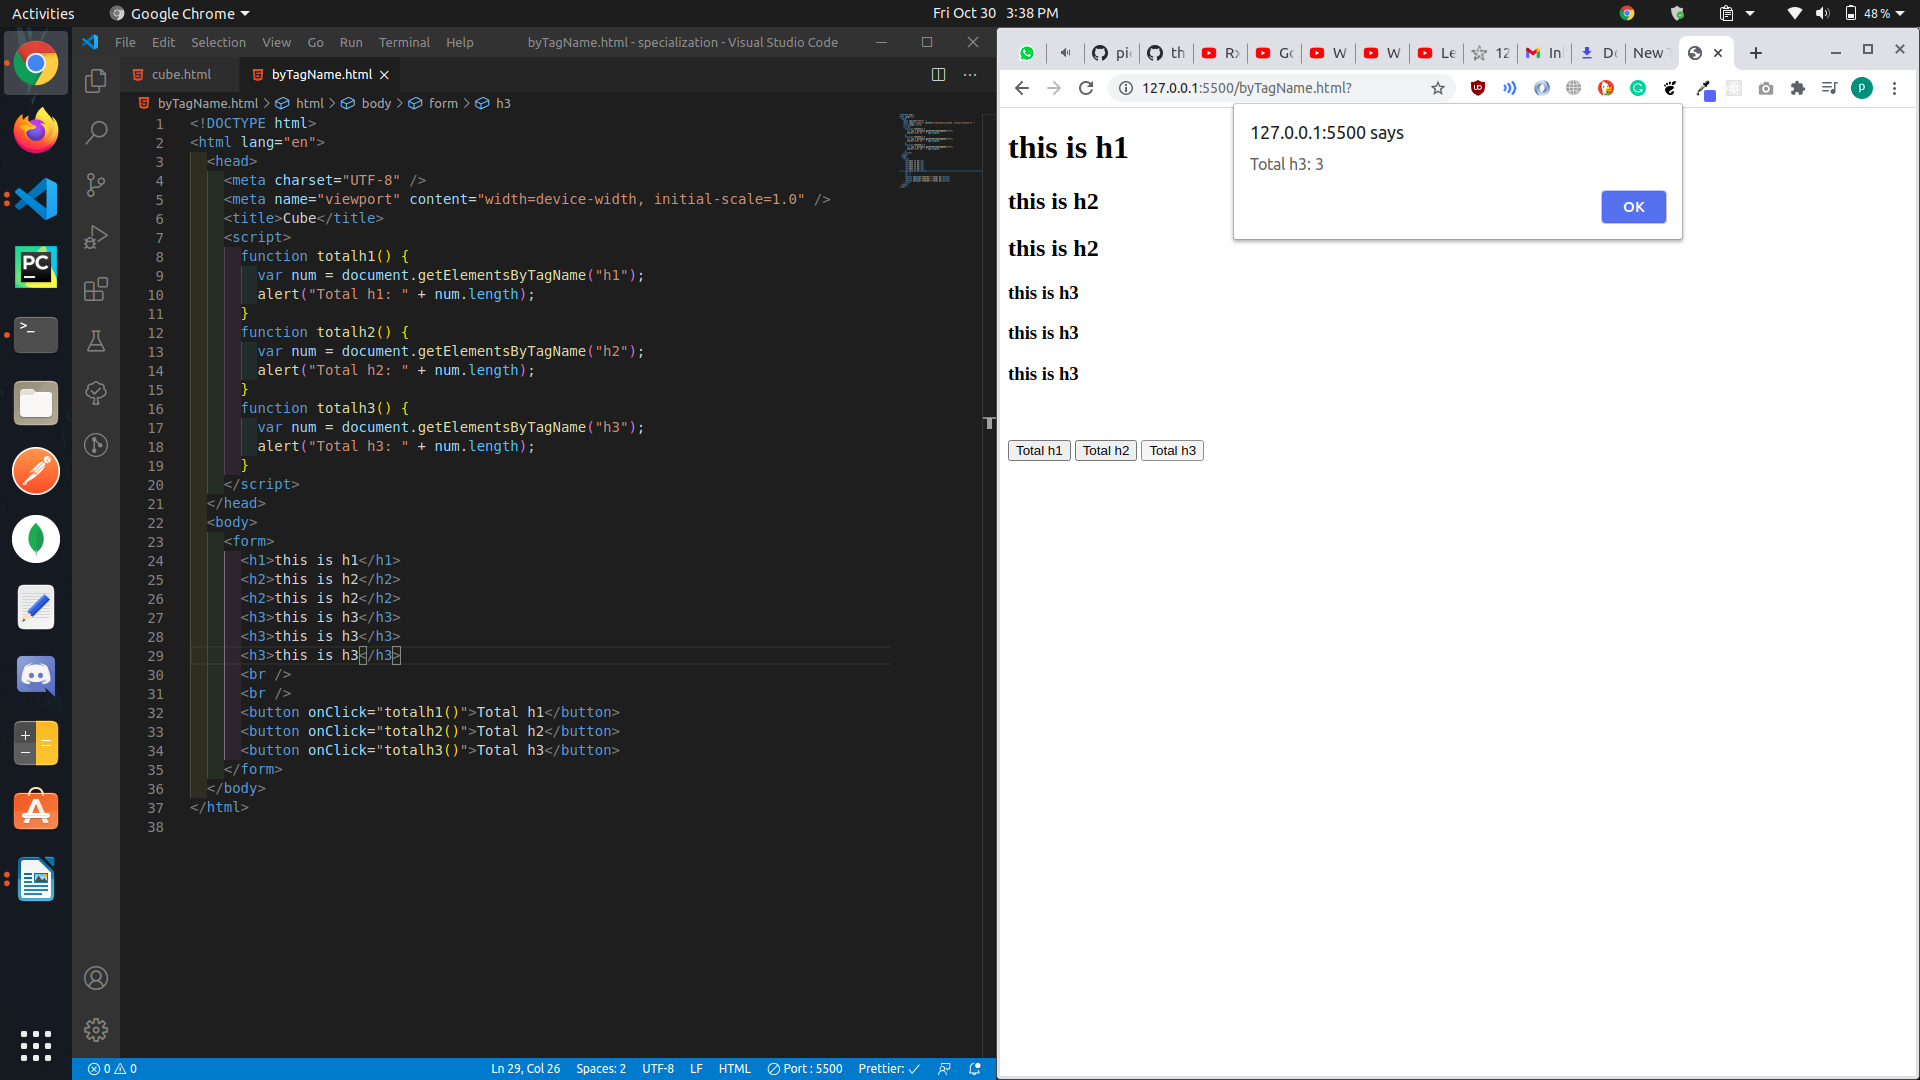 Activities
Google Chrome
Fri Oct 30 3:38 PM
48 %
File Edit Selection View Go Run Terminal Help
byTagName.html - specialization - Visual Studio Code
cube.html
byTagName.html
byTagName.html > html > body > form > h3
1 <!DOCTYPE html>
2 <html lang="en">
3 <head>
4 <meta charset="UTF-8" />
5 <meta name="viewport" content="width=device-width, initial-scale=1.0" />
6 <title>Cube</title>
7 <script>
8 function totalh1() {
9 var num = document.getElementsByTagName("h1");
10 alert("Total h1: " + num.length);
11 }
12 function totalh2() {
13 var num = document.getElementsByTagName("h2");
14 alert("Total h2: " + num.length);
15 }
16 function totalh3() {
17 var num = document.getElementsByTagName("h3");
18 alert("Total h3: " + num.length);
19 }
20 </script>
21 </head>
22 <body>
23 <form>
24 <h1>this is h1</h1>
25 <h2>this is h2</h2>
26 <h2>this is h2</h2>
27 <h3>this is h3</h3>
28 <h3>this is h3</h3>
29 <h3>this is h3</h3>
30 <br />
31 <br />
32 <button onClick="totalh1()">Total h1</button>
33 <button onClick="totalh2()">Total h2</button>
34 <button onClick="totalh3()">Total h3</button>
35 </form>
36 </body>
37 </html>
38
0 0
Ln 29, Col 26 Spaces: 2 UTF-8 LF HTML Port : 5500 Prettier: ✓
New
127.0.0.1:5500/byTagName.html?
127.0.0.1:5500 says
Total h3: 3
OK
this is h1
this is h2
this is h2
this is h3
this is h3
this is h3
Total h1 Total h2 Total h3
PC